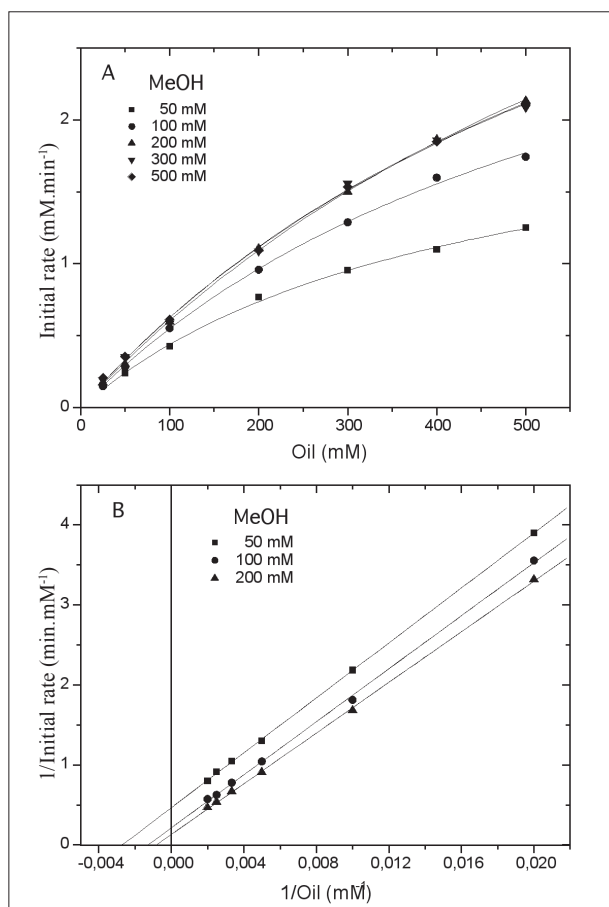 A
MeOH
50 mM
100 mM
200 mM
300 mM
500 mM
Initial rate (mM.min⁻¹)
2
1
0
0 100 200 300 400 500
Oil (mM)
B
MeOH
50 mM
100 mM
200 mM
1/Initial rate (min.mM⁻¹)
4
3
2
1
0
-0,004 0,000 0,004 0,008 0,012 0,016 0,020
1/Oil (mM⁻¹)